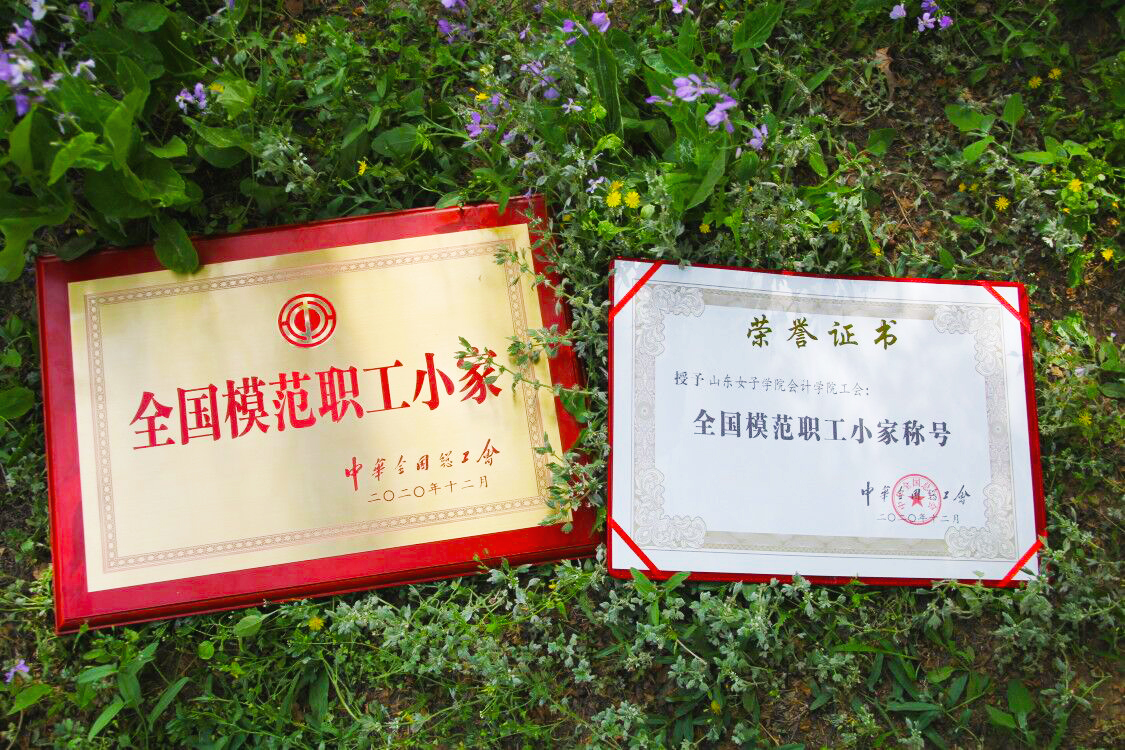 全国模范职工小家
中华全国总工会
二〇二〇年十二月
荣誉证书
授予山东女子学院会计学院工会：
全国模范职工小家称号
中华全国总工会
二〇二〇年十二月